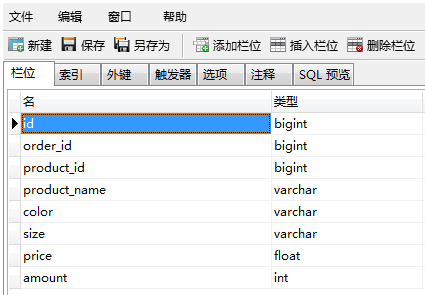 文件 编辑 窗口 帮助
新建 保存 另存为 添加栏位 插入栏位 删除栏位
栏位 索引 外键 触发器 选项 注释 SQL 预览
名 类型
id bigint
order_id bigint
product_id bigint
product_name varchar
color varchar
size varchar
price float
amount int